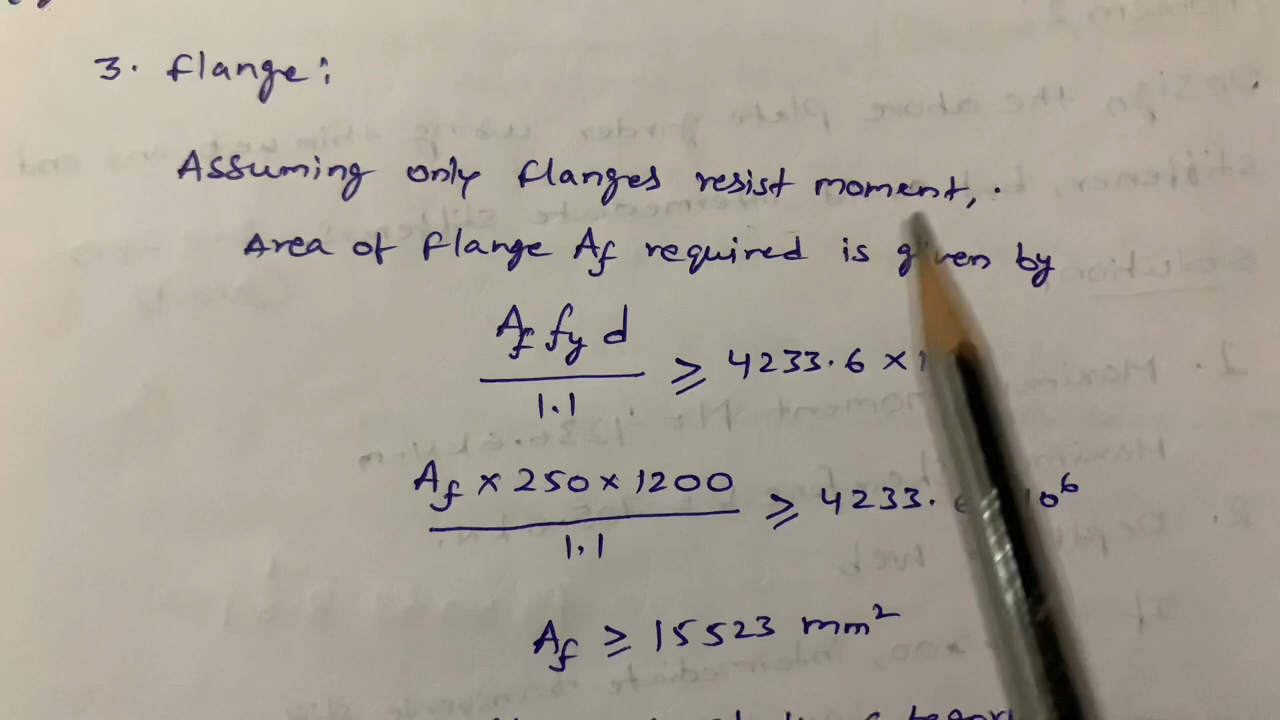 3. flange:
Assuming only flanges resist moment,.
Area of flange Af required is given by
Af fy d / 1.1 ≥ 4233.6 ×
Af × 250 × 1200 / 1.1 ≥ 4233. 10⁶
Af ≥ 15523 mm²